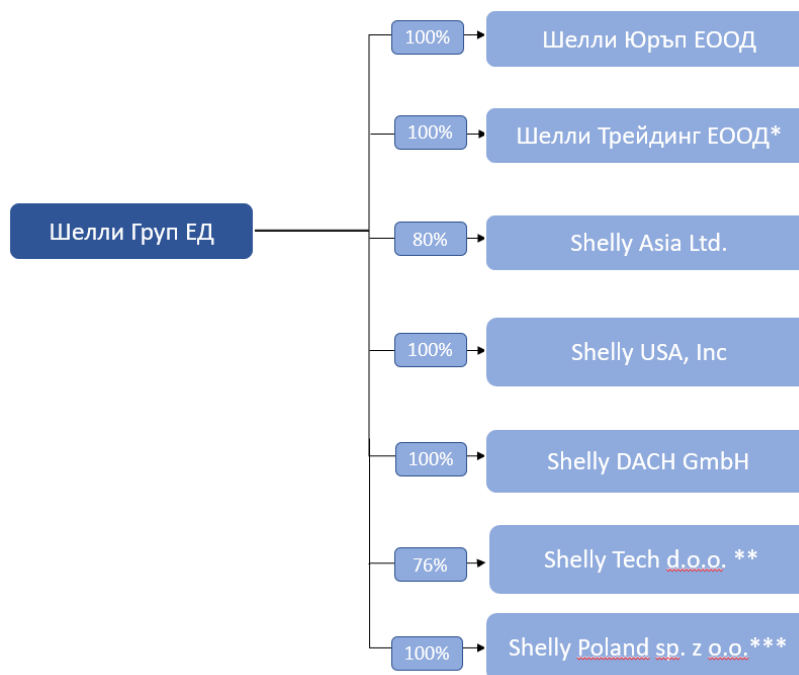 100%
Шелли Юръп ЕООД
100%
Шелли Трейдинг ЕООД*
Шелли Груп ЕД
80%
Shelly Asia Ltd.
100%
Shelly USA, Inc
100%
Shelly DACH GmbH
76%
Shelly Tech d.o.o. **
100%
Shelly Poland sp. z o.o.***